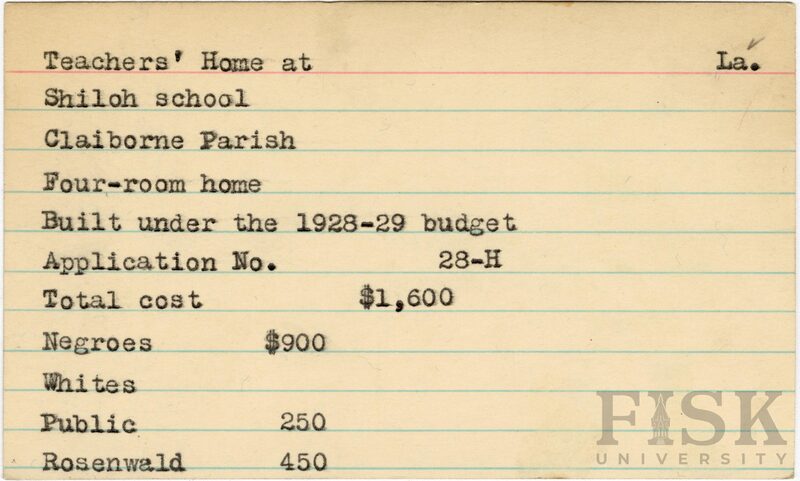 Teachers' Home at La.
Shiloh school
Claiborne Parish
Four-room home
Built under the 1928-29 budget
Application No. 28-H
Total cost $1,600
Negroes $900
Whites
Public 250
Rosenwald 450
FISK
UNIVERSITY